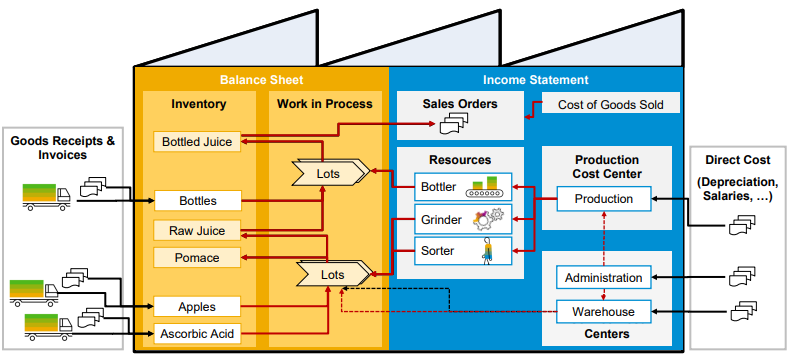 Balance Sheet
Income Statement
Goods Receipts &
Invoices
Inventory
Bottled Juice
Bottles
Raw Juice
Pomace
Apples
Ascorbic Acid
Work in Process
Lots
Lots
Sales Orders
Cost of Goods Sold
Resources
Bottler
Grinder
Sorter
Production
Cost Center
Production
Administration
Warehouse
Centers
Direct Cost
(Depreciation,
Salaries, ...)